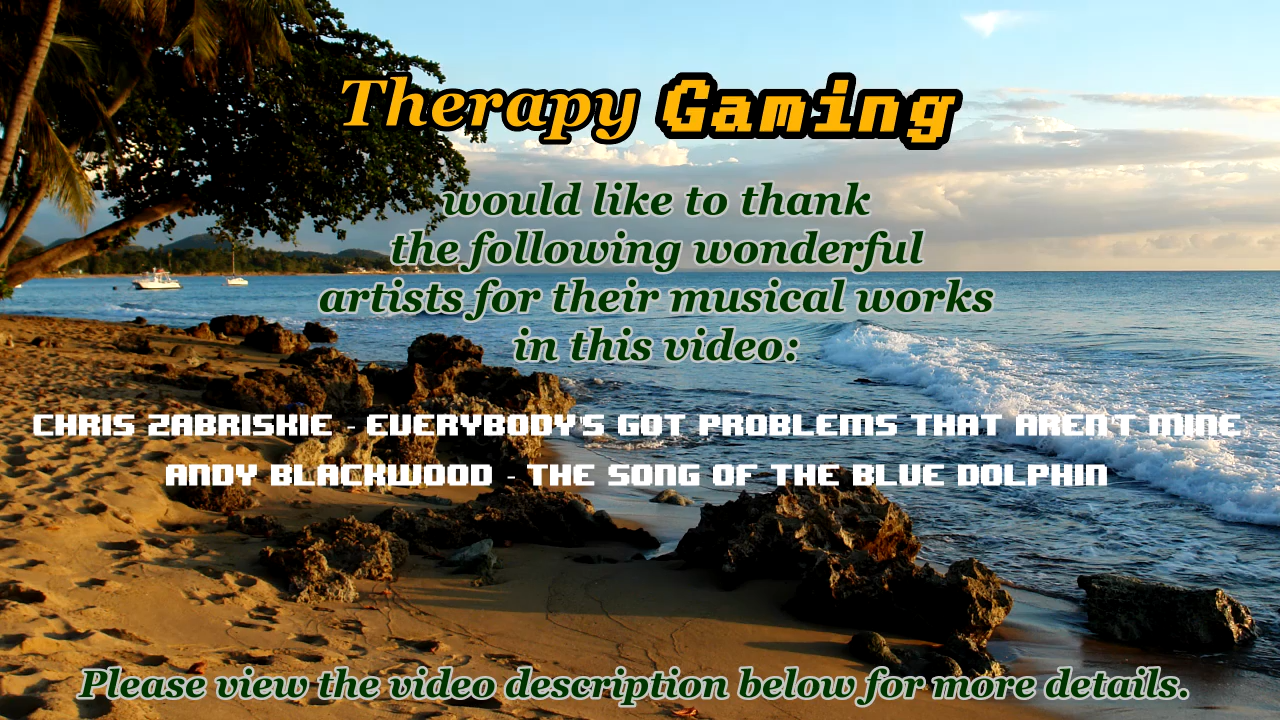 Therapy Gaming
would like to thank
the following wonderful
artists for their musical works
in this video:
CHRIS ZABRISKIE - EVERYBODY'S GOT PROBLEMS THAT AREN'T MINE
ANDY BLACKWOOD - THE SONG OF THE BLUE DOLPHIN
Please view the video description below for more details.